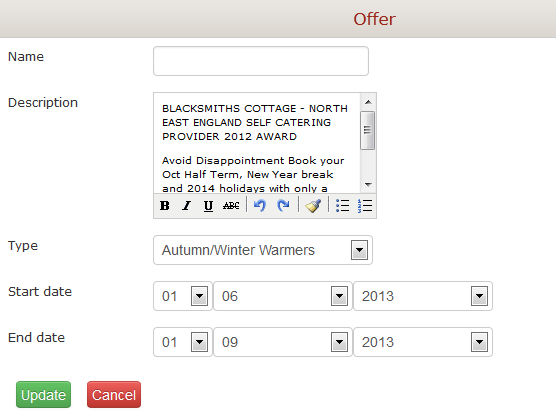 Offer
Name
Description
BLACKSMITHS COTTAGE - NORTH
EAST ENGLAND SELF CATERING
PROVIDER 2012 AWARD
Avoid Disappointment Book your
Oct Half Term, New Year break
and 2014 holidays with only a
B I U ABC
Type
Autumn/Winter Warmers
Start date
01 06 2013
End date
01 09 2013
Update Cancel